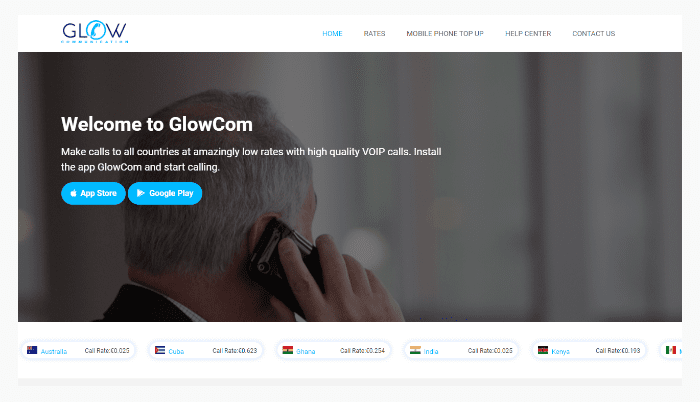 GLOW
COMMUNICATION
HOME RATES MOBILE PHONE TOP UP HELP CENTER CONTACT US
Welcome to GlowCom
Make calls to all countries at amazingly low rates with high quality VOIP calls. Install
the app GlowCom and start calling.
App Store Google Play
Australia Call Rate:€0.025 Cuba Call Rate:€0.623 Ghana Call Rate:€0.254 India Call Rate:€0.025 Kenya Call Rate:€0.193